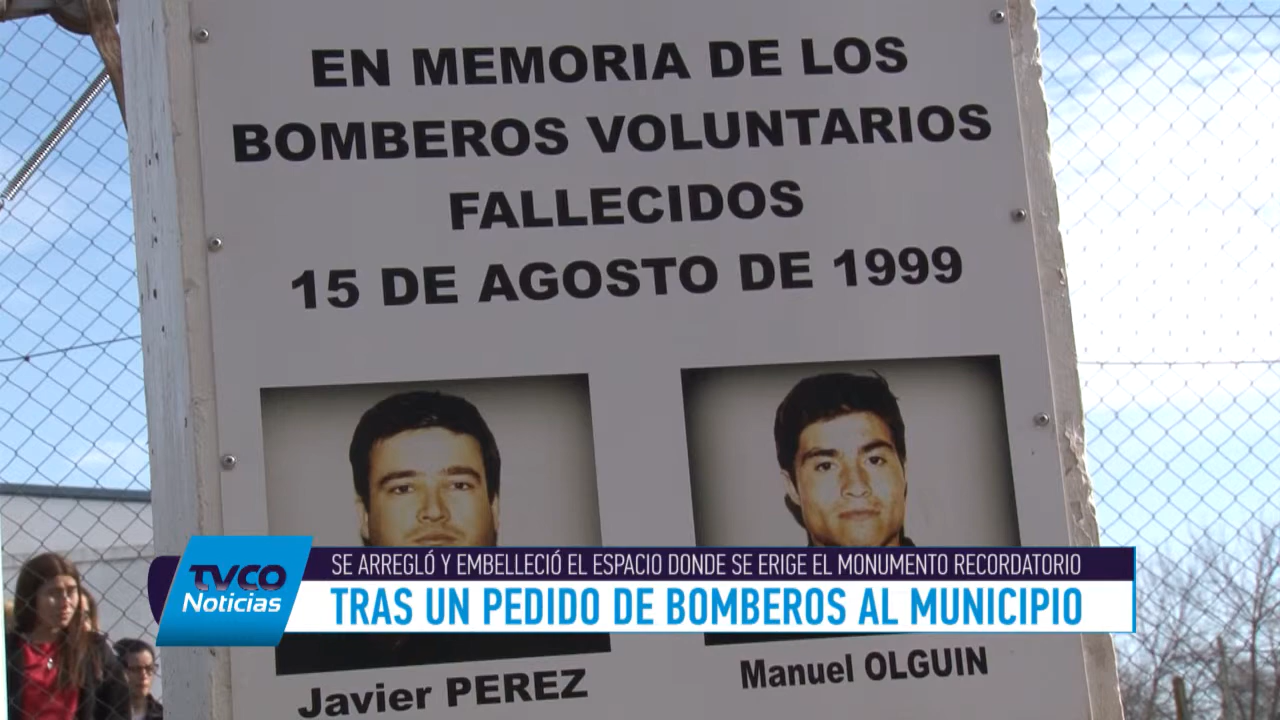 EN MEMORIA DE LOS
BOMBEROS VOLUNTARIOS
FALLECIDOS
15 DE AGOSTO DE 1999
SE ARREGLÓ Y EMBELLECIÓ EL ESPACIO DONDE SE ERIGE EL MONUMENTO RECORDATORIO
TVCO
Noticias
TRAS UN PEDIDO DE BOMBEROS AL MUNICIPIO
Javier PEREZ
Manuel OLGUIN